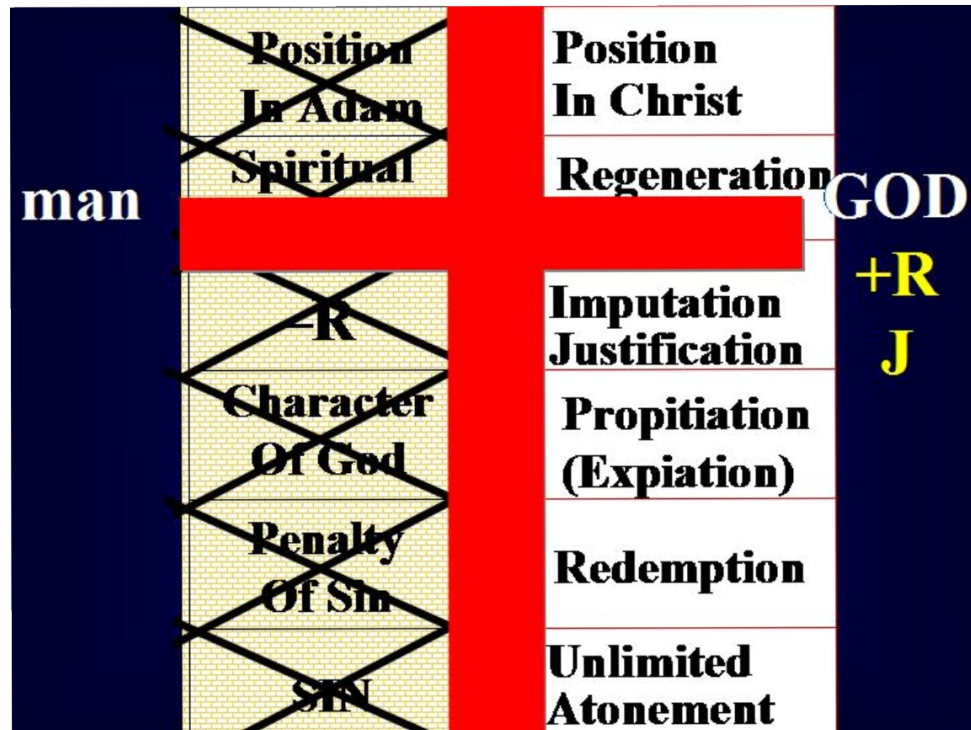 man
Position
In Adam
Spiritual
–R
Character
Of God
Penalty
Of Sin
SIN
Position
In Christ
Regeneration
Imputation
Justification
Propitiation
(Expiation)
Redemption
Unlimited
Atonement
GOD
+R
J